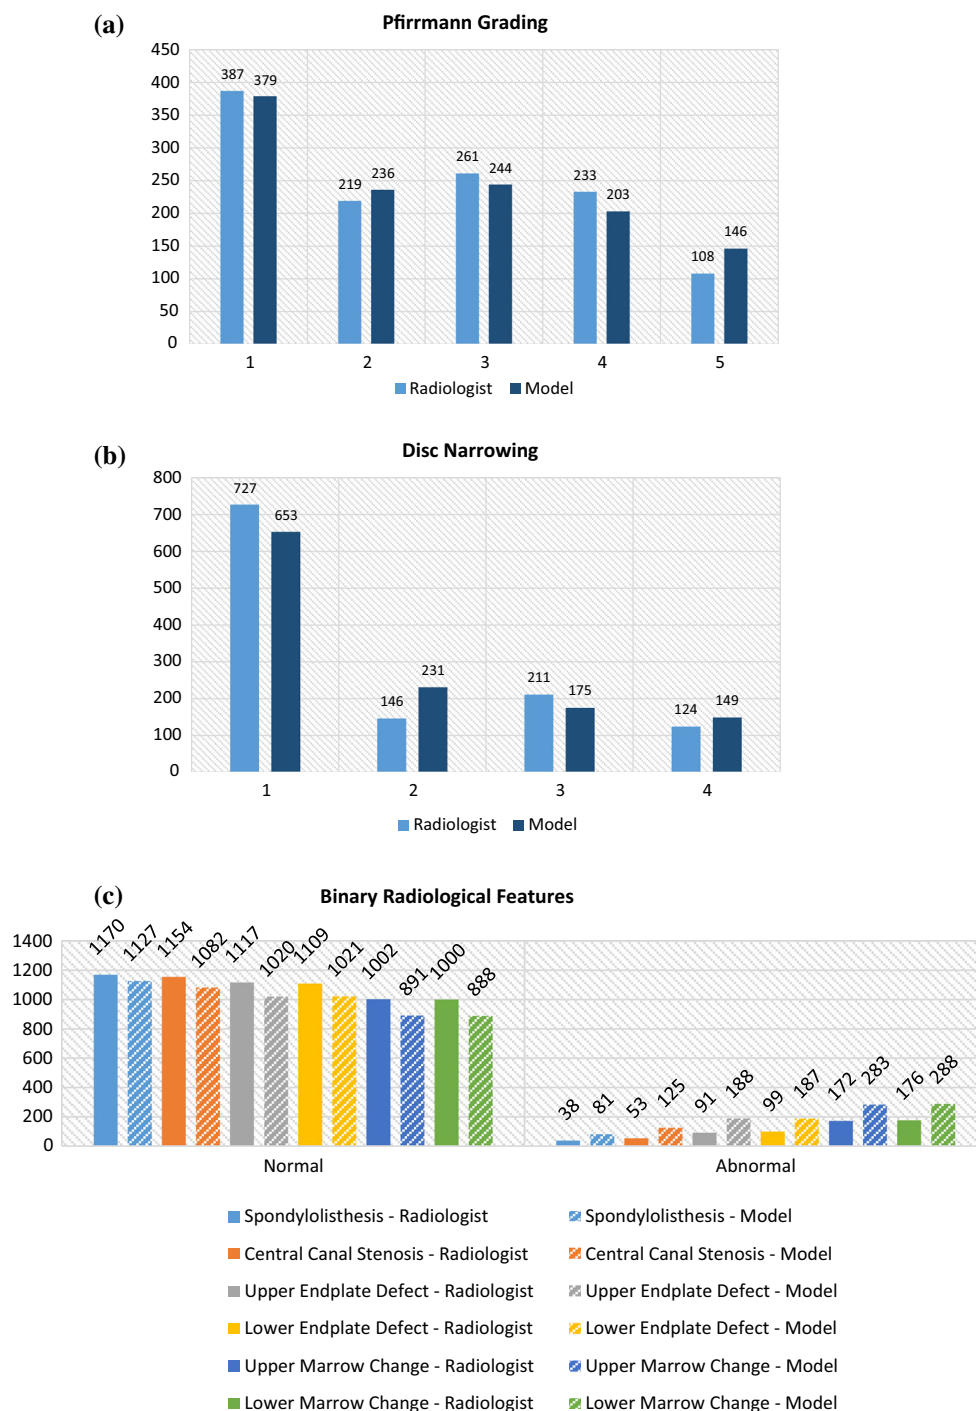 (a)
Pfirrmann Grading
450
400
350
300
250
200
150
100
50
0
387 379
219 236
261 244
233 203
108 146
1 2 3 4 5
Radiologist Model
(b)
Disc Narrowing
800
700
600
500
400
300
200
100
0
727 653
146 231
211 175
124 149
1 2 3 4
Radiologist Model
(c)
Binary Radiological Features
1400
1200
1000
800
600
400
200
0
1170 1127 1154 1082 1117 1020 1109 1021 1002 891 1000 888
38 81 53 125 91 188 99 187 172 283 176 288
Normal Abnormal
Spondylolisthesis - Radiologist Spondylolisthesis - Model
Central Canal Stenosis - Radiologist Central Canal Stenosis - Model
Upper Endplate Defect - Radiologist Upper Endplate Defect - Model
Lower Endplate Defect - Radiologist Lower Endplate Defect - Model
Upper Marrow Change - Radiologist Upper Marrow Change - Model
Lower Marrow Change - Radiologist Lower Marrow Change - Model